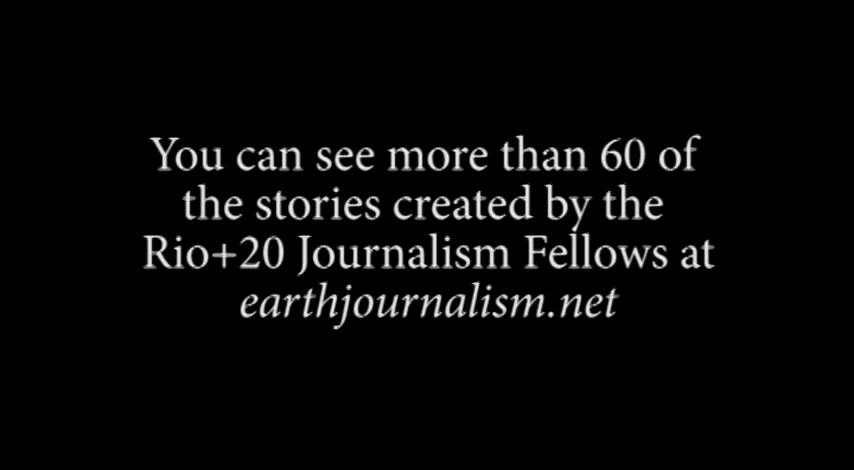 You can see more than 60 of
the stories created by the
Rio+20 Journalism Fellows at
earthjournalism.net